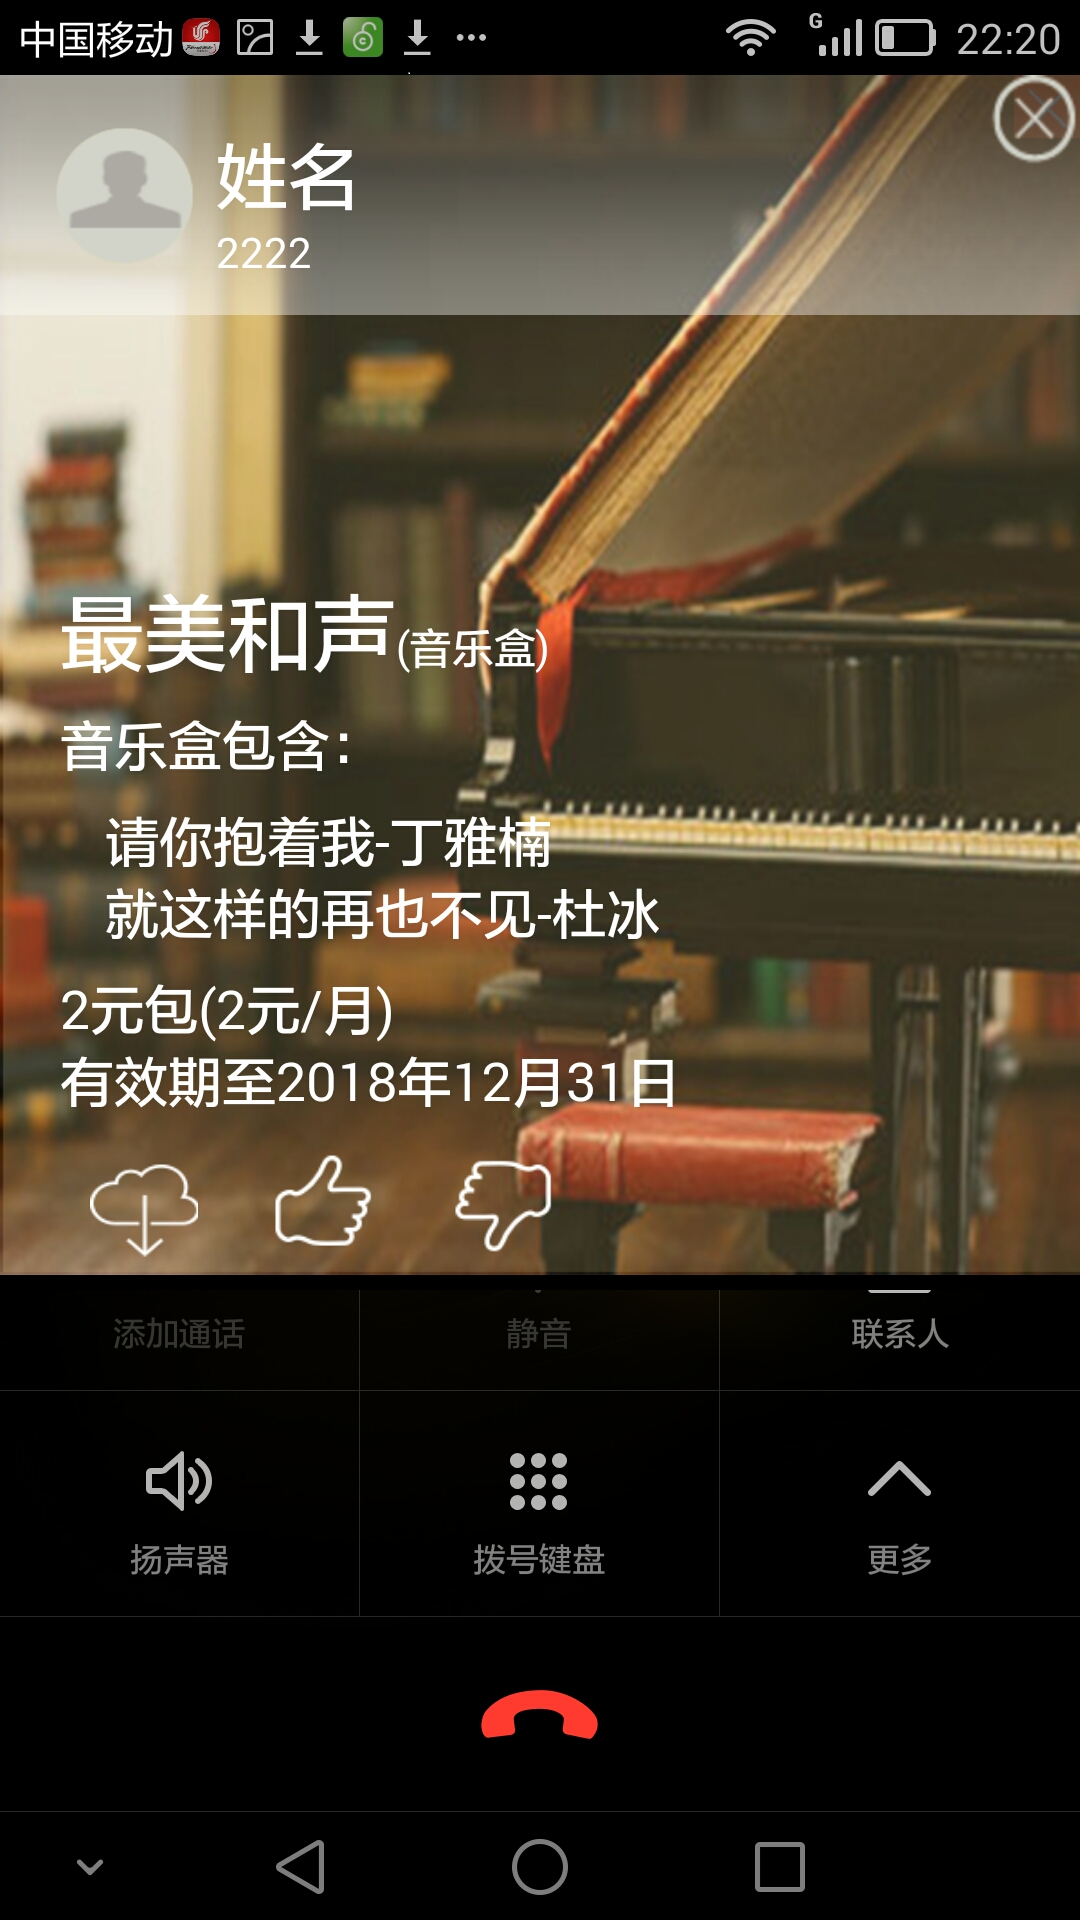 中国移动 G 22:20
姓名
2222
最美和声(音乐盒)
音乐盒包含：
请你抱着我-丁雅楠
就这样的再也不见-杜冰
2元包(2元/月)
有效期至2018年12月31日
添加通话 静音 联系人
扬声器 拨号键盘 更多